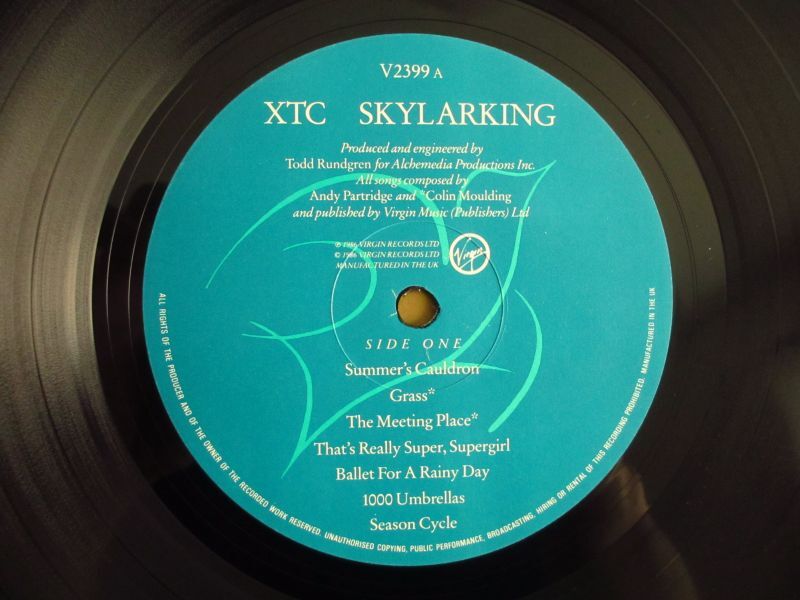 V2399 A
XTC SKYLARKING
Produced and engineered by
Todd Rundgren for Alchemedia Productions Inc.
All songs composed by
Andy Partridge and *Colin Moulding
and published by Virgin Music (Publishers) Ltd
℗ 1986 VIRGIN RECORDS LTD
© 1986 VIRGIN RECORDS LTD
MANUFACTURED IN THE UK
Virgin
SIDE ONE
Summer's Cauldron
Grass*
The Meeting Place*
That's Really Super, Supergirl
Ballet For A Rainy Day
1000 Umbrellas
Season Cycle
ALL RIGHTS OF THE PRODUCER AND OF THE OWNER OF THE RECORDED WORK RESERVED. UNAUTHORISED COPYING, PUBLIC PERFORMANCE, BROADCASTING, HIRING OR RENTAL OF THIS RECORDING PROHIBITED. MANUFACTURED IN THE UK